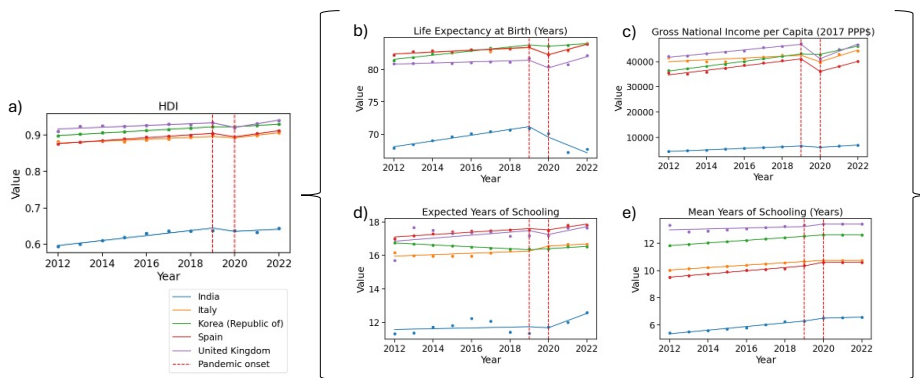 a)
HDI
Value
0.9
0.8
0.7
0.6
2012 2014 2016 2018 2020 2022
Year
India
Italy
Korea (Republic of)
Spain
United Kingdom
Pandemic onset
b)
Life Expectancy at Birth (Years)
Value
80
75
70
2012 2014 2016 2018 2020 2022
Year
c)
Gross National Income per Capita (2017 PPP$)
Value
40000
30000
20000
10000
2012 2014 2016 2018 2020 2022
Year
d)
Expected Years of Schooling
Value
18
16
14
12
2012 2014 2016 2018 2020 2022
Year
e)
Mean Years of Schooling (Years)
Value
12
10
8
6
2012 2014 2016 2018 2020 2022
Year